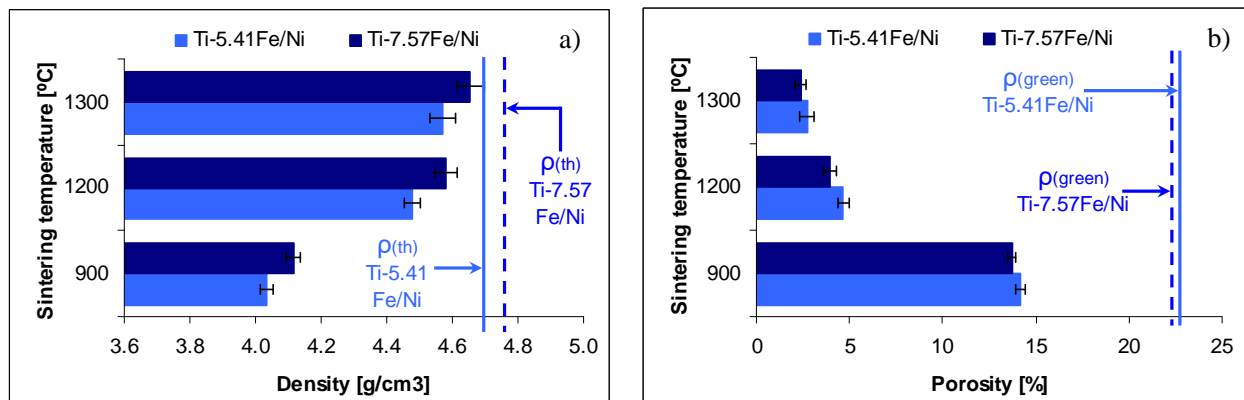 Ti-5.41Fe/Ni
Ti-7.57Fe/Ni
a)
Sintering temperature [ºC]
1300
1200
900
ρ(th)
Ti-7.57
Fe/Ni
ρ(th)
Ti-5.41
Fe/Ni
3.6 3.8 4.0 4.2 4.4 4.6 4.8 5.0
Density [g/cm3]
Ti-5.41Fe/Ni
Ti-7.57Fe/Ni
b)
Sintering temperature [ºC]
1300
1200
900
ρ(green)
Ti-5.41Fe/Ni
ρ(green)
Ti-7.57Fe/Ni
0 5 10 15 20 25
Porosity [%]